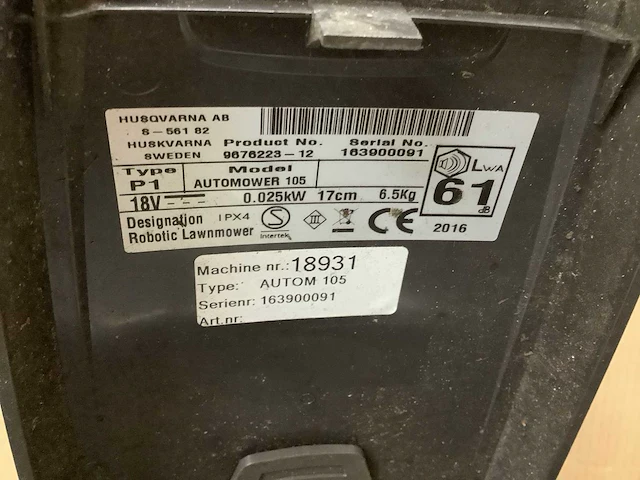 HUSQVARNA AB
S-561 82
HUSKVARNA Product No. Serial No.
SWEDEN 9676223-12 163900091
Type Model
P1 AUTOMOWER 105
18V 0.025kW 17cm 6.5Kg
Designation IPX4 S III CE
Robotic Lawnmower Intertek
LWA
61
dB
2016
Machine nr.: 18931
Type: AUTOM 105
Serienr: 163900091
Art.nr: